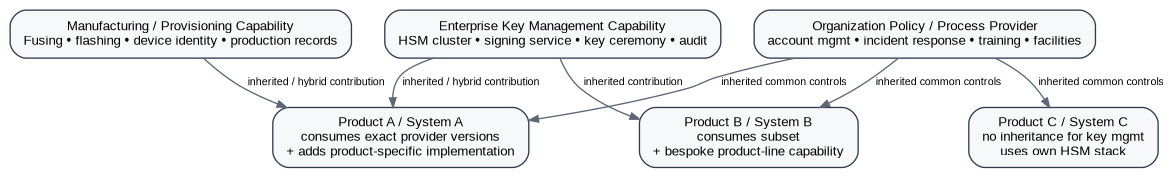 Manufacturing / Provisioning Capability
Fusing • flashing • device identity • production records
Enterprise Key Management Capability
HSM cluster • signing service • key ceremony • audit
Organization Policy / Process Provider
account mgmt • incident response • training • facilities
inherited / hybrid contribution
inherited / hybrid contribution
inherited contribution
inherited common controls
inherited common controls
inherited common controls
Product A / System A
consumes exact provider versions
+ adds product-specific implementation
Product B / System B
consumes subset
+ bespoke product-line capability
Product C / System C
no inheritance for key mgmt
uses own HSM stack